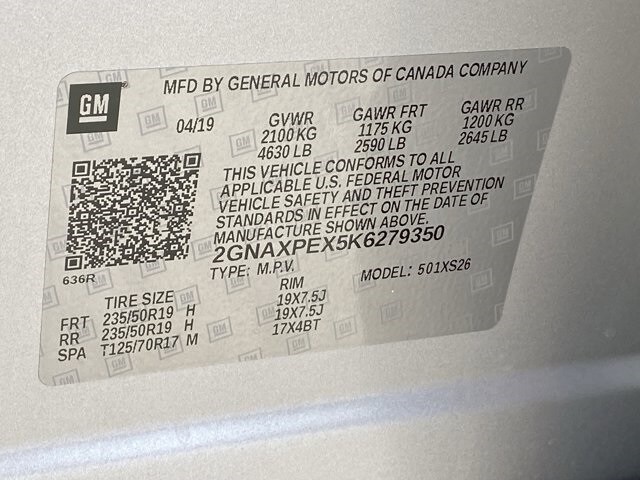 GM
MFD BY GENERAL MOTORS OF CANADA COMPANY
04/19 GVWR GAWR FRT GAWR RR
2100 KG 1175 KG 1200 KG
4630 LB 2590 LB 2645 LB
THIS VEHICLE CONFORMS TO ALL
APPLICABLE U.S. FEDERAL MOTOR
VEHICLE SAFETY AND THEFT PREVENTION
STANDARDS IN EFFECT ON THE DATE OF
MANUFACTURE SHOWN ABOVE.
2GNAXPEX5K6279350
636R TYPE: M.P.V. MODEL: 501XS26
TIRE SIZE RIM
FRT 235/50R19 H 19X7.5J
RR 235/50R19 H 19X7.5J
SPA T125/70R17 M 17X4BT